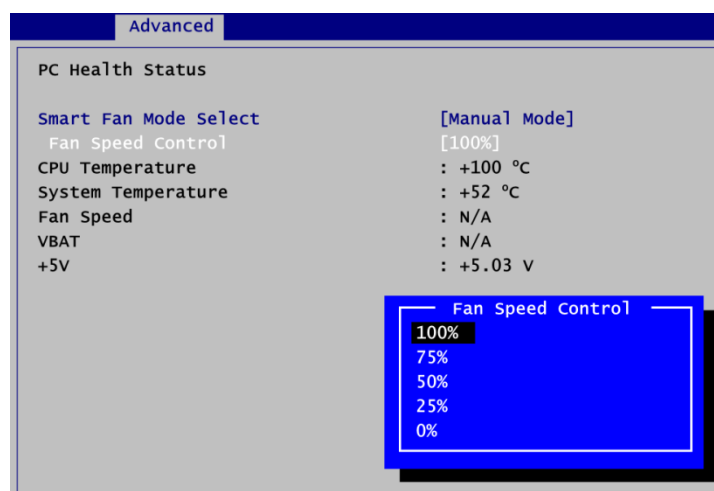 Advanced
PC Health Status
Smart Fan Mode Select [Manual Mode]
Fan Speed Control [100%]
CPU Temperature : +100 °C
System Temperature : +52 °C
Fan Speed : N/A
VBAT : N/A
+5V : +5.03 V
Fan Speed Control
100%
75%
50%
25%
0%